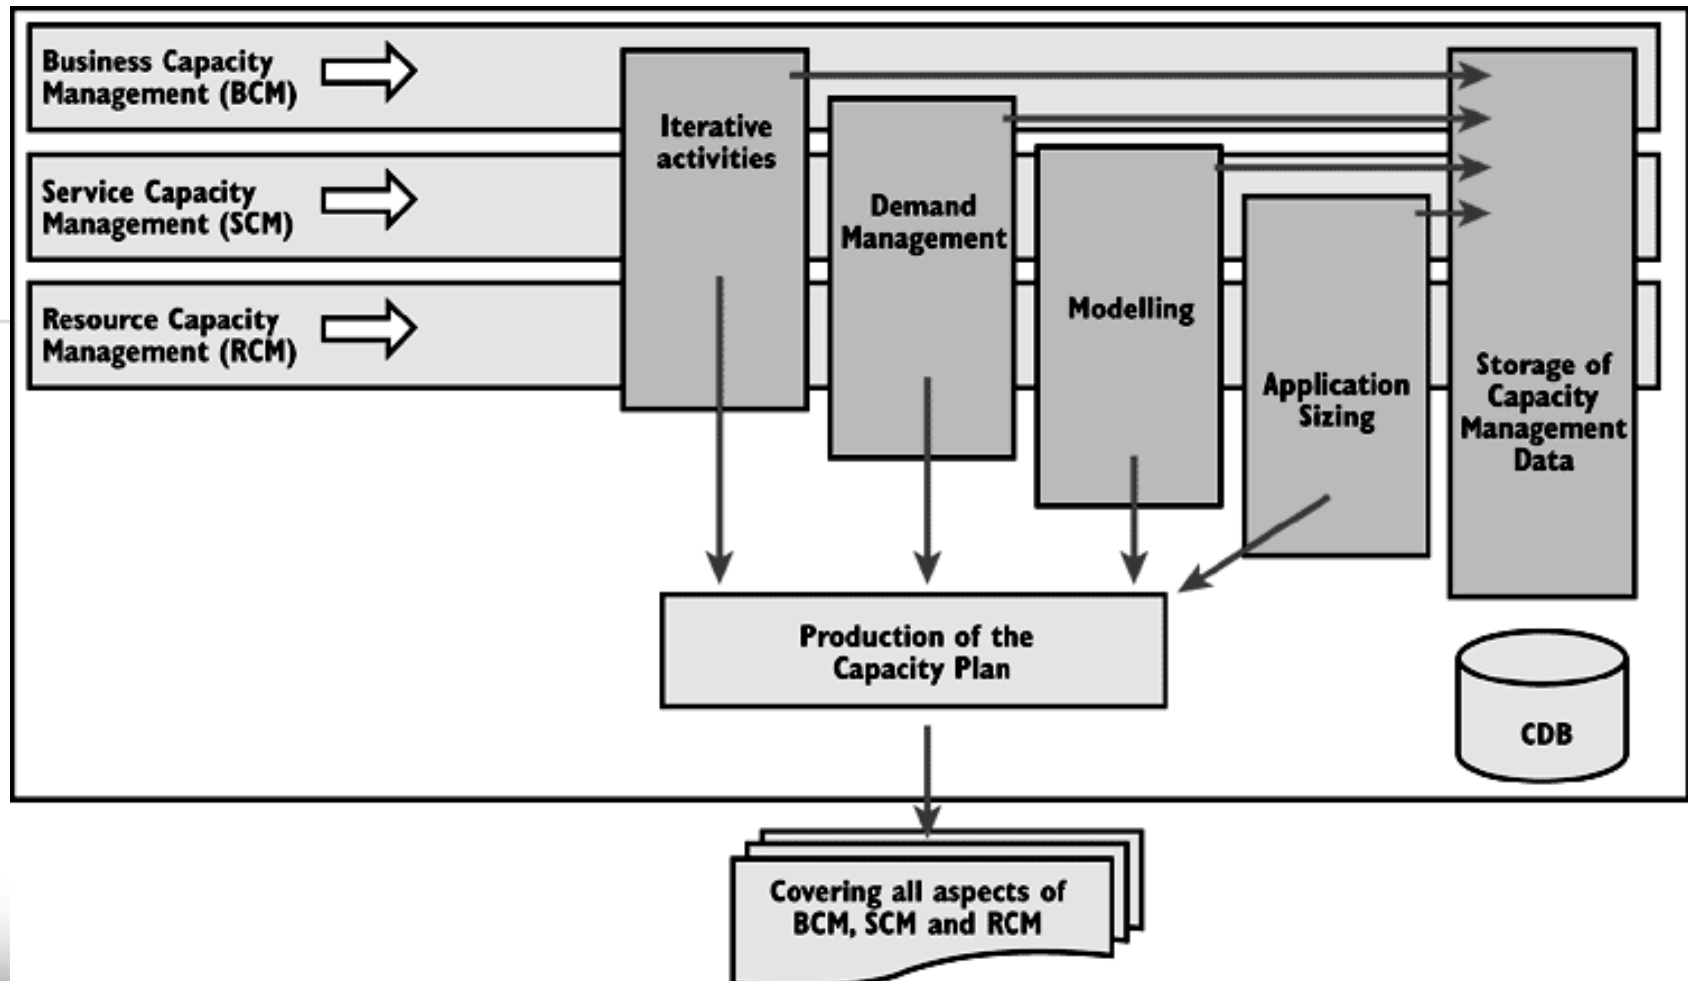 Business Capacity
Management (BCM)
Service Capacity
Management (SCM)
Resource Capacity
Management (RCM)
Iterative
activities
Demand
Management
Modelling
Application
Sizing
Storage of
Capacity
Management
Data
Production of the
Capacity Plan
CDB
Covering all aspects of
BCM, SCM and RCM